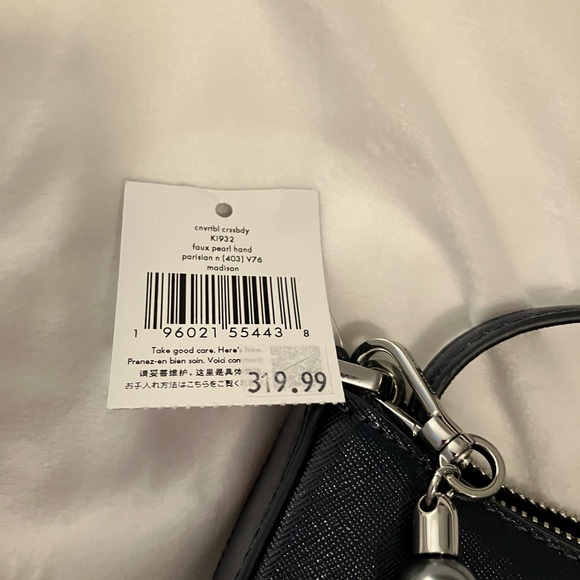 cnvrtbl crssbdy
KI932
faux pearl hand
parisian n (403) V76
madison
1 96021 55443 8
Take good care. Here's how.
Prenez-en bien soin. Voici comment
请妥善维护。这里是具体
お手入れ方法はこちらをご覧く
319.99